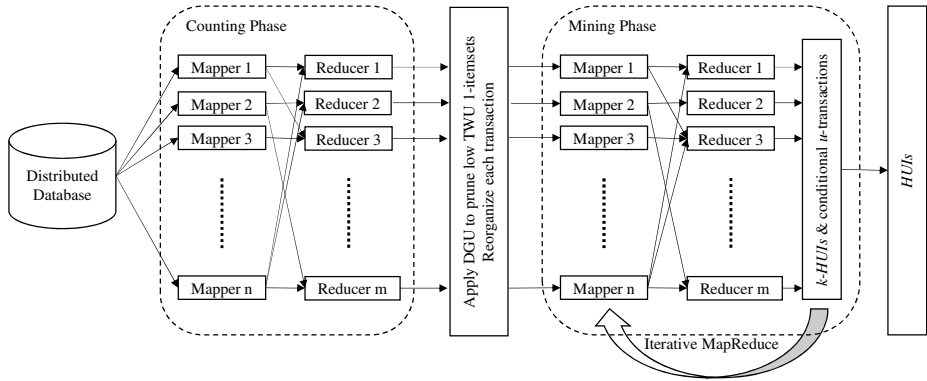 Counting Phase
Mining Phase
Distributed
Database
Mapper 1
Mapper 2
Mapper 3
Mapper n
Reducer 1
Reducer 2
Reducer 3
Reducer m
Apply DGU to prune low TWU 1-itemsets
Reorganize each transaction
Mapper 1
Mapper 2
Mapper 3
Mapper n
Reducer 1
Reducer 2
Reducer 3
Reducer m
k-HUIs & conditional u-transactions
HUIs
Iterative MapReduce